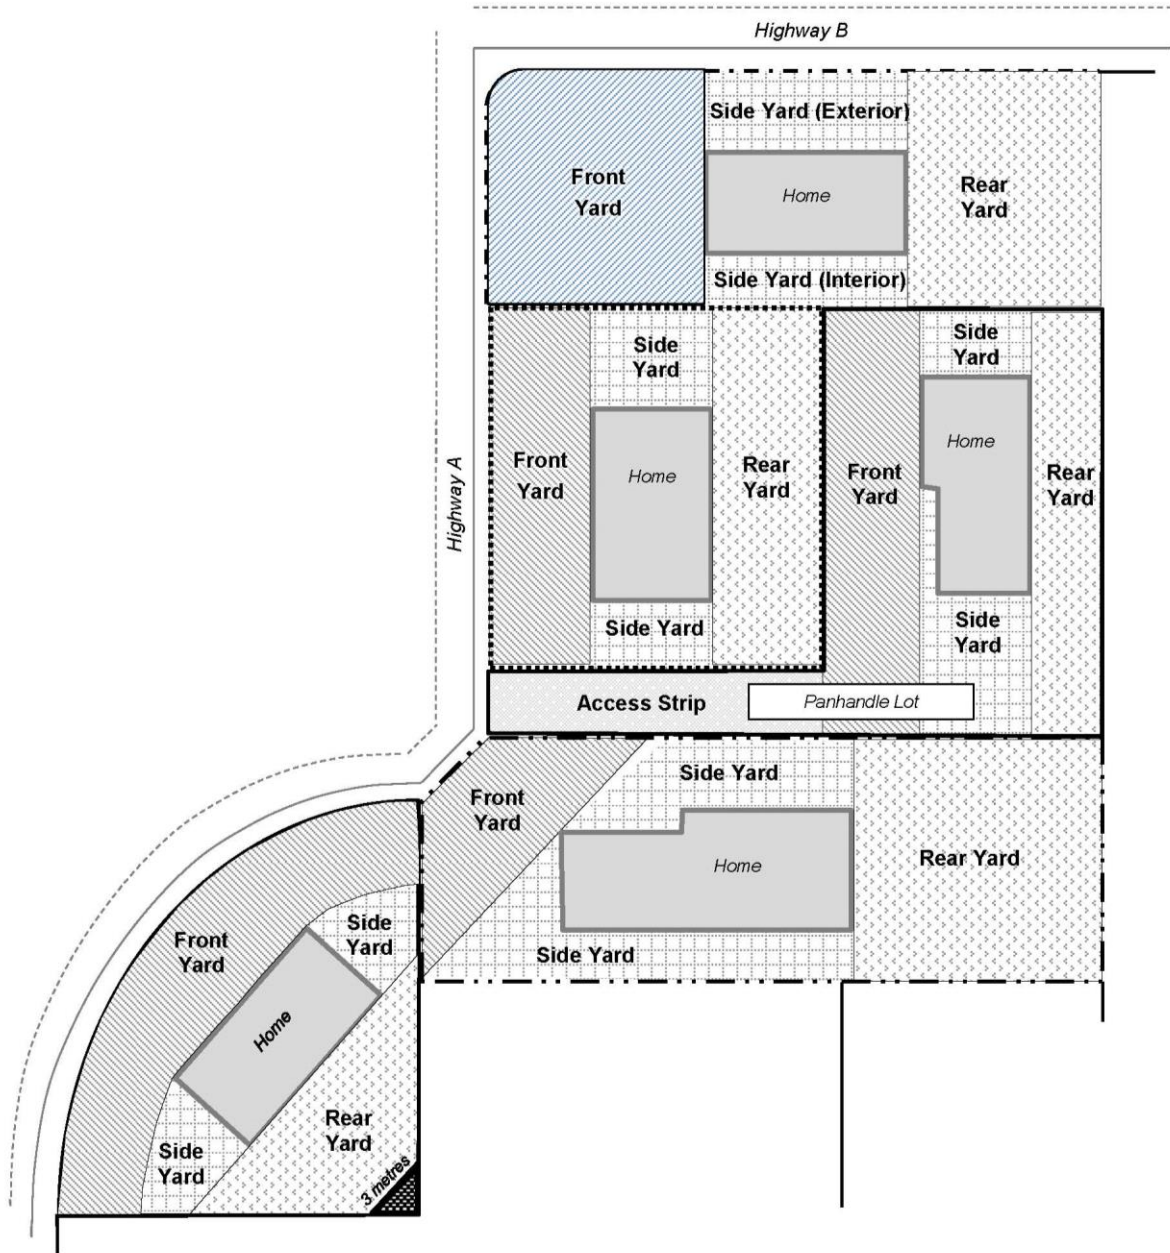 Highway B
Side Yard (Exterior)
Front
Yard
Home
Rear
Yard
Side Yard (Interior)
Side
Yard
Side
Yard
Front
Yard
Home
Rear
Yard
Front
Yard
Home
Rear
Yard
Highway A
Side Yard
Side
Yard
Access Strip
Panhandle Lot
Side Yard
Front
Yard
Home
Rear Yard
Side Yard
Side
Yard
Front
Yard
Home
Rear
Yard
Side
Yard
3 metres